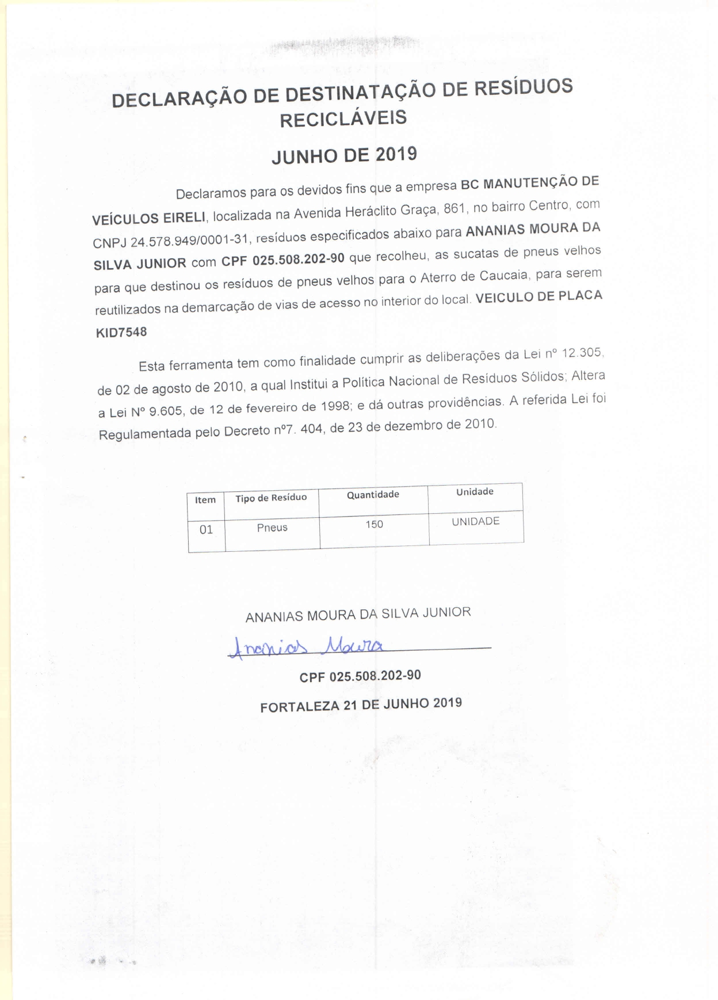 DECLARAÇÃO DE DESTINATAÇÃO DE RESÍDUOS
RECICLÁVEIS
JUNHO DE 2019
Declaramos para os devidos fins que a empresa BC MANUTENÇÃO DE
VEÍCULOS EIRELI, localizada na Avenida Heráclito Graça, 861, no bairro Centro, com
CNPJ 24.578.949/0001-31, resíduos especificados abaixo para ANANIAS MOURA DA
SILVA JUNIOR com CPF 025.508.202-90 que recolheu, as sucatas de pneus velhos
para que destinou os resíduos de pneus velhos para o Aterro de Caucaia, para serem
reutilizados na demarcação de vias de acesso no interior do local. VEICULO DE PLACA
KID7548
Esta ferramenta tem como finalidade cumprir as deliberações da Lei nº 12.305,
de 02 de agosto de 2010, a qual Institui a Política Nacional de Resíduos Sólidos; Altera
a Lei Nº 9.605, de 12 de fevereiro de 1998; e dá outras providências. A referida Lei foi
Regulamentada pelo Decreto nº7. 404, de 23 de dezembro de 2010.
Item Tipo de Resíduo Quantidade Unidade
01 Pneus 150 UNIDADE
ANANIAS MOURA DA SILVA JUNIOR
Ananias Moura
CPF 025.508.202-90
FORTALEZA 21 DE JUNHO 2019